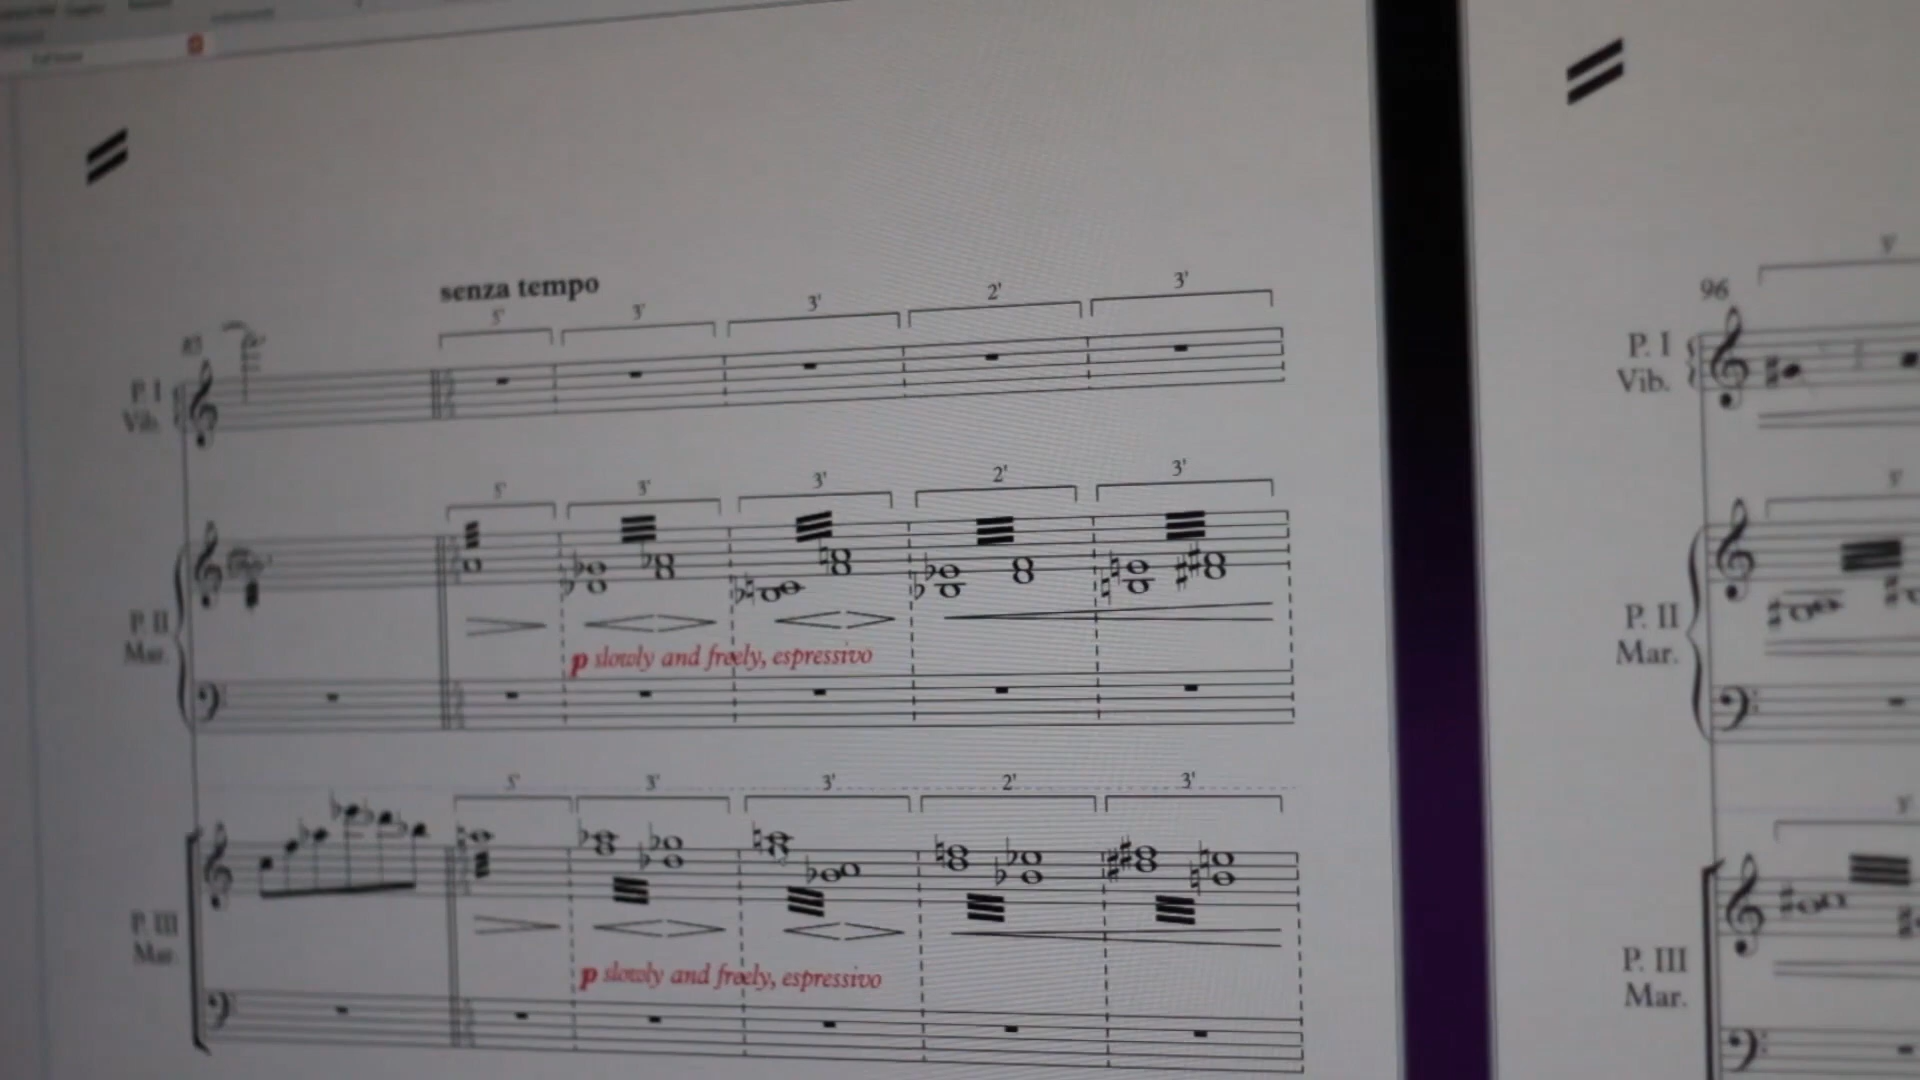 senza tempo
5' 3' 3' 2' 3'
P. I
Vib.
5' 3' 3' 2' 3'
P. II
Mar.
p slowly and freely, espressivo
5' 3' 3' 2' 3'
P. III
Mar.
p slowly and freely, espressivo
96
P. I
Vib.
P. II
Mar.
P. III
Mar.